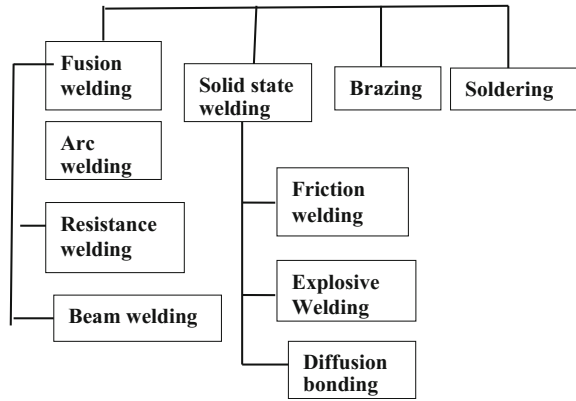 Fusion
welding
Solid state
welding
Brazing
Soldering
Arc
welding
Resistance
welding
Beam welding
Friction
welding
Explosive
Welding
Diffusion
bonding